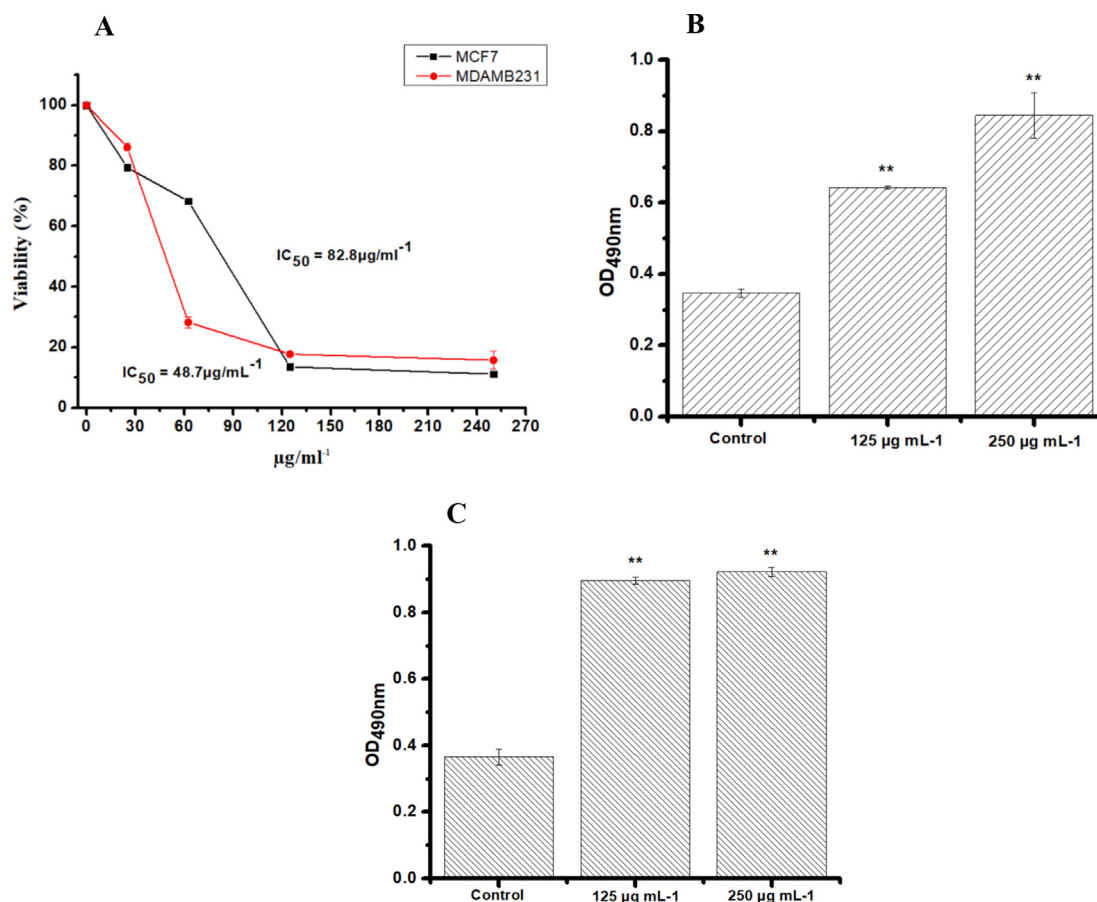 A
MCF7
MDAMB231
100
80
60
40
20
0
Viability (%)
IC50 = 82.8µg/ml-1
IC50 = 48.7µg/mL-1
0 30 60 90 120 150 180 210 240 270
µg/ml-1
B
1.0
0.8
0.6
0.4
0.2
0.0
OD490nm
**
**
Control 125 µg mL-1 250 µg mL-1
C
1.0
0.8
0.6
0.4
0.2
0.0
OD490nm
** **
Control 125 µg mL-1 250 µg mL-1